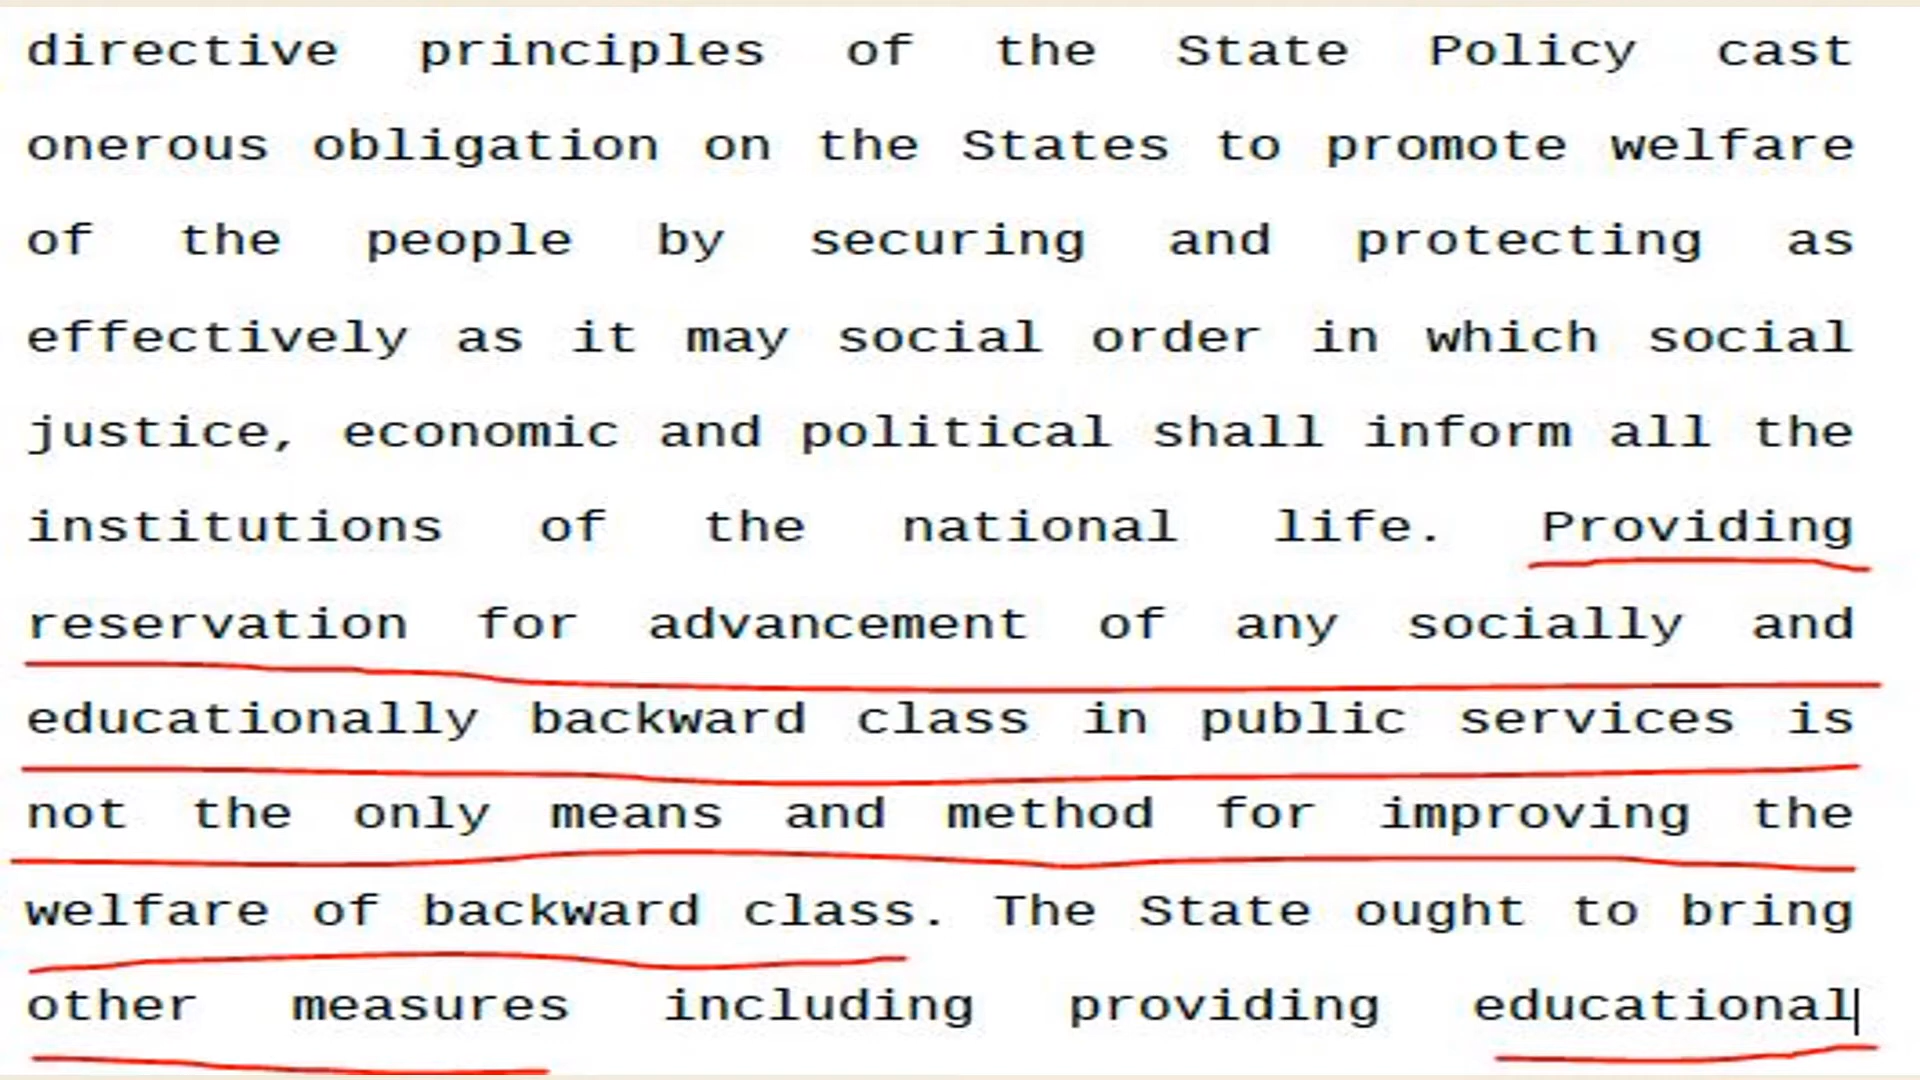 directive principles of the State Policy cast
onerous obligation on the States to promote welfare
of the people by securing and protecting as
effectively as it may social order in which social
justice, economic and political shall inform all the
institutions of the national life. Providing
reservation for advancement of any socially and
educationally backward class in public services is
not the only means and method for improving the
welfare of backward class. The State ought to bring
other measures including providing educational